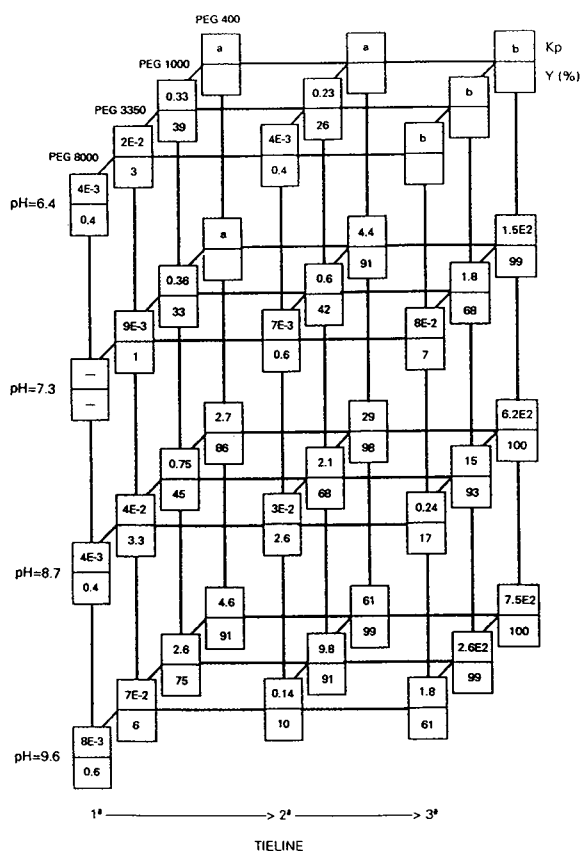 PEG 400
a a b Kp
PEG 1000
Y (%)
0.33 0.23 b
39 26
PEG 3350
2E-2 4E-3 b
3 0.4
PEG 8000
4E-3
pH=6.4
0.4
a 4.4 1.5E2
91 99
0.36 0.6 1.8
33 42 68
9E-3 7E-3 8E-2
1 0.6 7
—
pH=7.3
—
2.7 29 6.2E2
86 98 100
0.75 2.1 15
45 68 93
4E-2 3E-2 0.24
3.3 2.6 17
4E-3
pH=8.7
0.4
4.6 61 7.5E2
91 99 100
2.6 9.8 2.6E2
75 91 99
7E-2 0.14 1.8
6 10 61
8E-3
pH=9.6
0.6
1ª > 2ª > 3ª
TIELINE